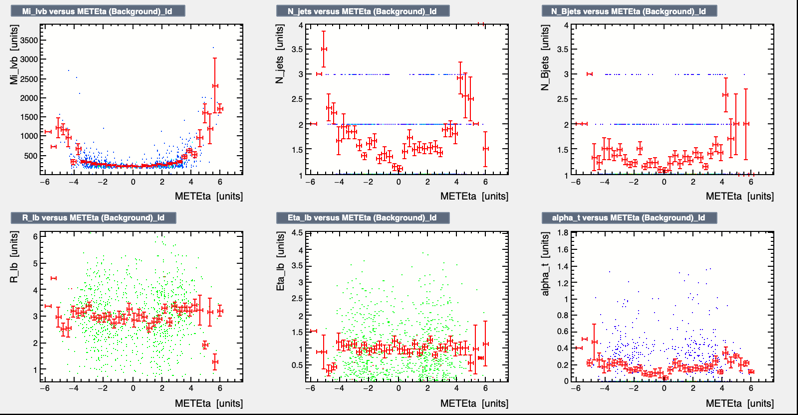 Mi_lvb versus METEta (Background)_Id
N_jets versus METEta (Background)_Id
N_Bjets versus METEta (Background)_Id
Mi_lvb [units]
3500
3000
2500
2000
1500
1000
500
−6 −4 −2 0 2 4 6
METEta [units]
N_jets [units]
4
3.5
3
2.5
2
1.5
1
−6 −4 −2 0 2 4 6
METEta [units]
N_Bjets [units]
4
3.5
3
2.5
2
1.5
1
−6 −4 −2 0 2 4 6
METEta [units]
R_lb versus METEta (Background)_Id
Eta_lb versus METEta (Background)_Id
alpha_t versus METEta (Background)_Id
R_lb [units]
6
5
4
3
2
1
−6 −4 −2 0 2 4 6
METEta [units]
Eta_lb [units]
4.5
4
3.5
3
2.5
2
1.5
1
0.5
0
−6 −4 −2 0 2 4 6
METEta [units]
alpha_t [units]
1.8
1.6
1.4
1.2
1
0.8
0.6
0.4
0.2
0
−6 −4 −2 0 2 4 6
METEta [units]